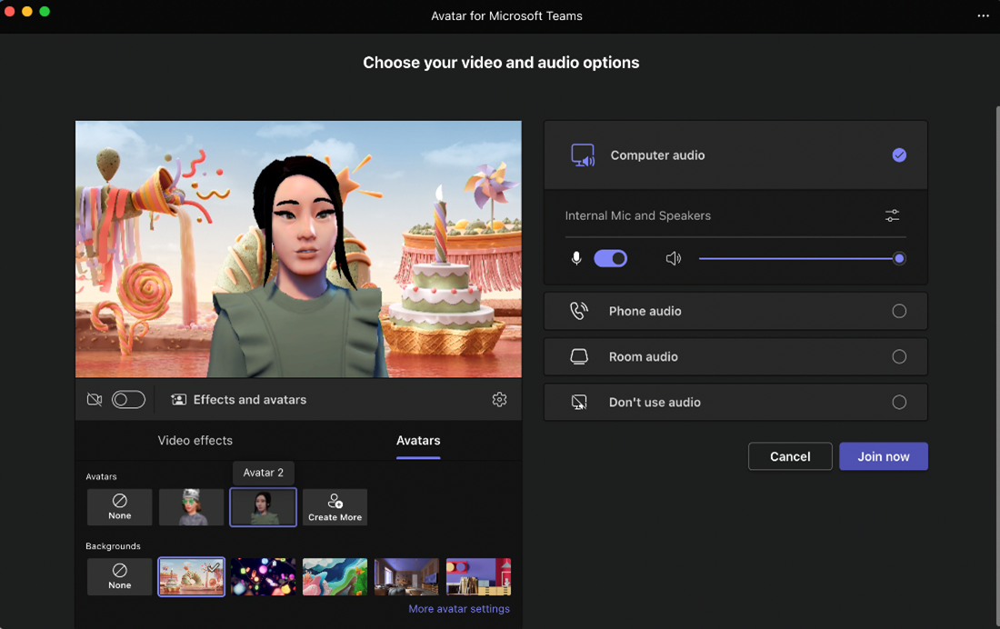 Avatar for Microsoft Teams
Choose your video and audio options
Computer audio
Internal Mic and Speakers
Phone audio
Room audio
Don't use audio
Cancel
Join now
Effects and avatars
Video effects
Avatars
Avatar 2
Avatars
None
Create More
Backgrounds
None
More avatar settings